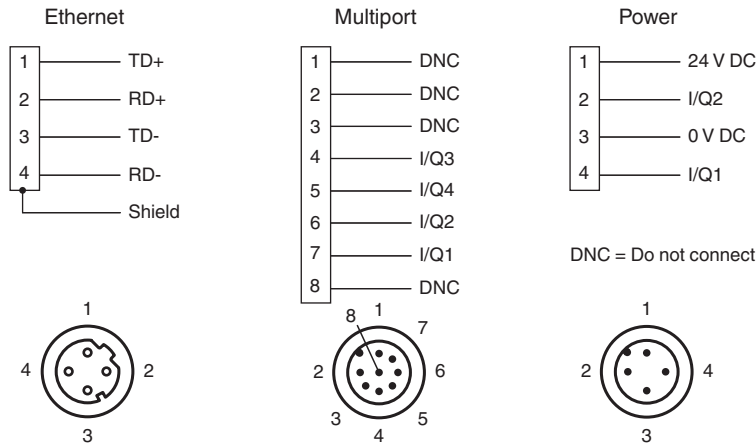 Ethernet
1 TD+
2 RD+
3 TD-
4 RD-
Shield
Multiport
1 DNC
2 DNC
3 DNC
4 I/Q3
5 I/Q4
6 I/Q2
7 I/Q1
8 DNC
Power
1 24 V DC
2 I/Q2
3 0 V DC
4 I/Q1
DNC = Do not connect
1
4 2
3
8 1 7
2 6
3 5
4
1
2 4
3